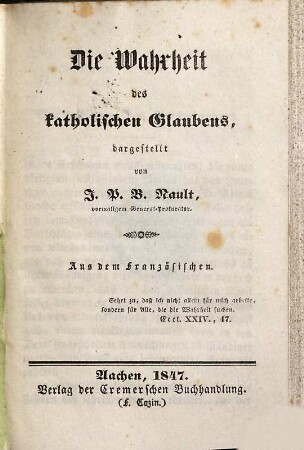 Die Wahrheit
des
katholischen Glaubens,
dargestellt
von
J. P. B. Nault,
vormaligem General-Prokurator.
Aus dem Französischen.
Sehet zu, daß ich nicht allein für mich arbeite,
sondern für Alle, die die Wahrheit suchen.
Eccl. XXIV., 47.
Aachen, 1847.
Verlag der Cremerschen Buchhandlung.
(F. Cazin.)